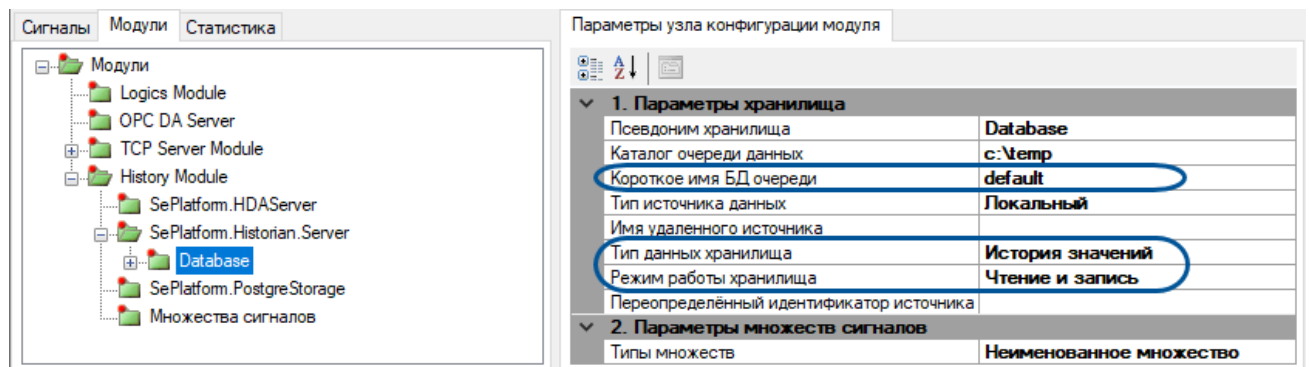 Сигналы Модули Статистика
Модули
Logics Module
OPC DA Server
TCP Server Module
History Module
SePlatform.HDAServer
SePlatform.Historian.Server
Database
SePlatform.PostgreStorage
Множества сигналов
Параметры узла конфигурации модуля
A
Z
1. Параметры хранилища
Псевдоним хранилища Database
Каталог очереди данных c:\temp
Короткое имя БД очереди default
Тип источника данных Локальный
Имя удаленного источника
Тип данных хранилища История значений
Режим работы хранилища Чтение и запись
Переопределённый идентификатор источника
2. Параметры множеств сигналов
Типы множеств Неименованное множество